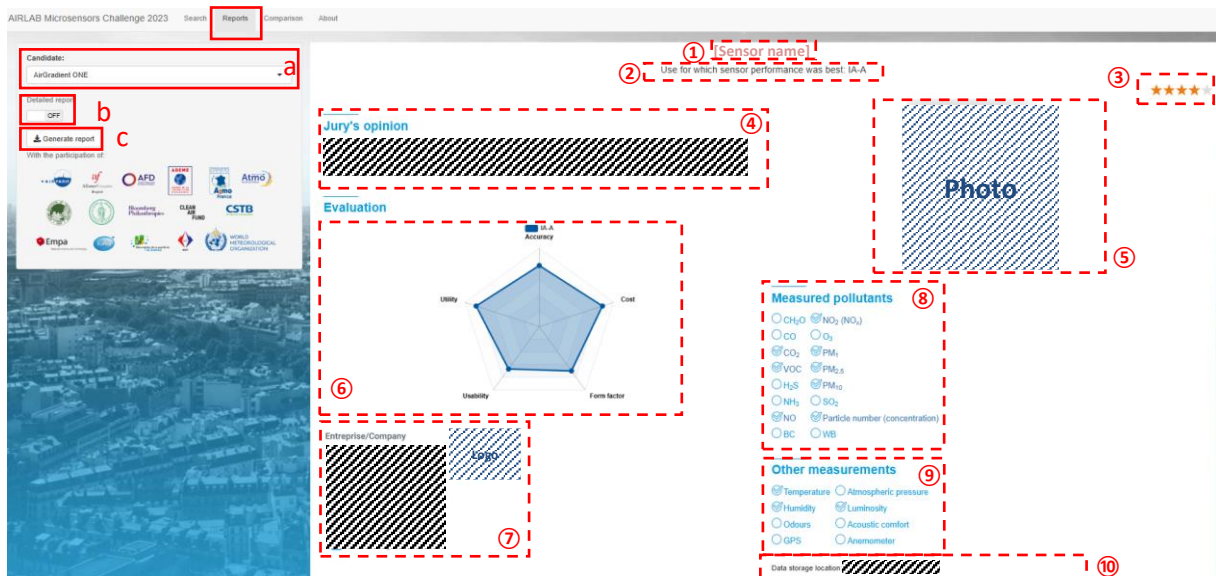 AIRLAB Microsensors Challenge 2023 Search Reports Comparison About
Candidate:
AirGradient ONE
a
Detailed report
OFF
b
Generate report
c
With the participation of:
AFD
ADEME
Atmo
Atmo
France
Bloomberg
Philanthropies
CLEAN
AIR
FUND
CSTB
Empa
WORLD
METEOROLOGICAL
ORGANIZATION
① [Sensor name]
② Use for which sensor performance was best: IA-A
③
④
Jury's opinion
Photo
⑤
Evaluation
IA-A
Accuracy
Utility
Cost
Usability
Form factor
⑥
Entreprise/Company
Logo
⑦
Measured pollutants ⑧
CH₂O NO₂ (NOₓ)
CO O₃
CO₂ PM₁
VOC PM₂.₅
H₂S PM₁₀
NH₃ SO₂
NO Particle number (concentration)
BC WB
Other measurements ⑨
Temperature Atmospheric pressure
Humidity Luminosity
Odours Acoustic comfort
GPS Anemometer
Data storage location
⑩